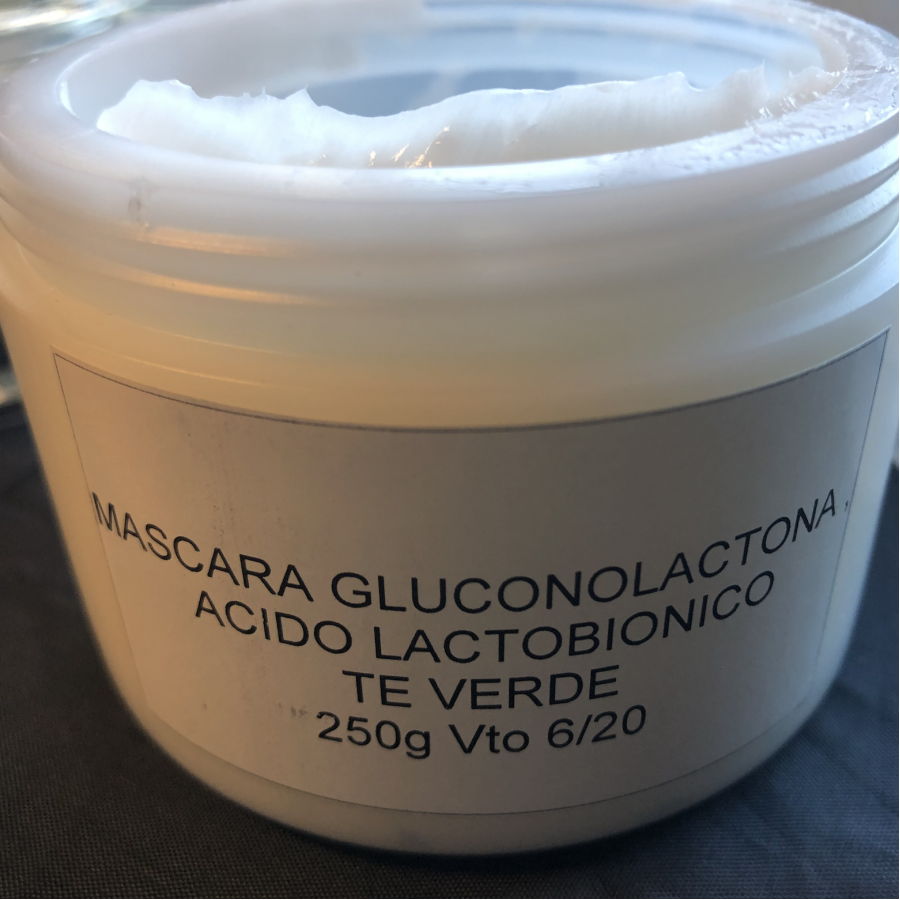 MASCARA GLUCONOLACTONA ,
ACIDO LACTOBIONICO
TE VERDE
250g Vto 6/20